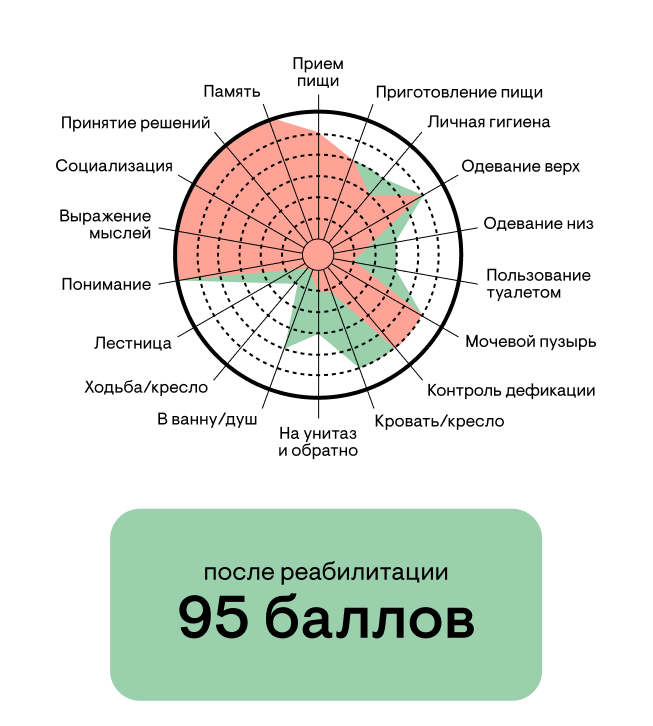 Прием
пищи
Приготовление пищи
Личная гигиена
Одевание верх
Одевание низ
Пользование
туалетом
Мочевой пузырь
Контроль дефикации
Кровать/кресло
На унитаз
и обратно
В ванну/душ
Ходьба/кресло
Лестница
Понимание
Выражение
мыслей
Социализация
Принятие решений
Память
после реабилитации
95 баллов